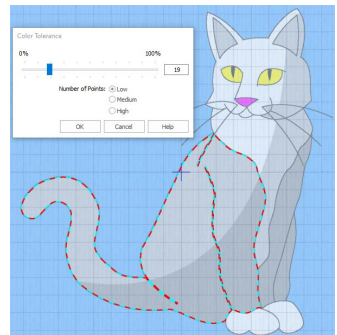 Color Tolerance
0% 100%
19
Number of Points: Low
Medium
High
OK Cancel Help